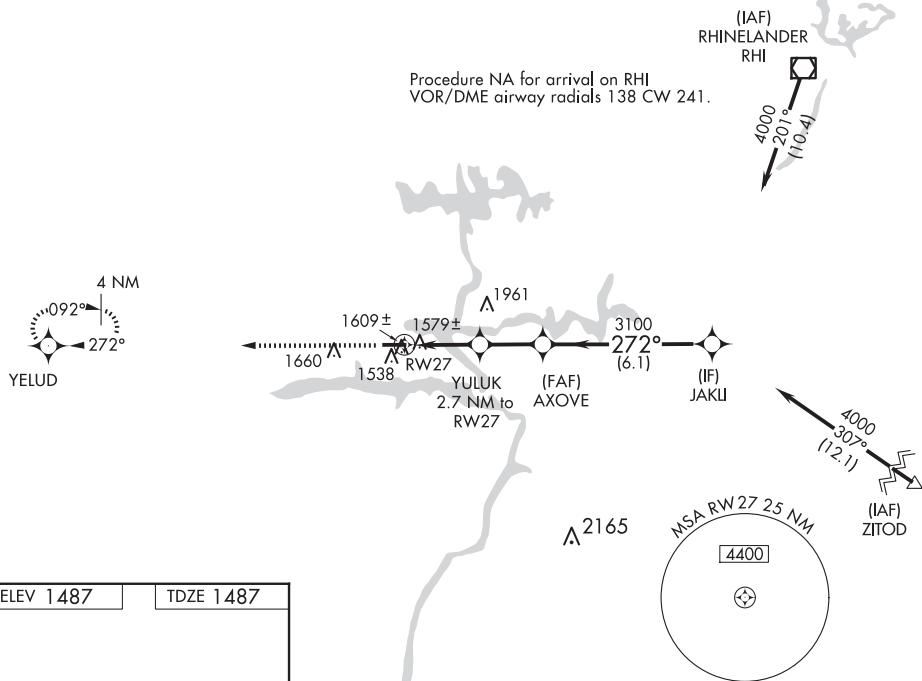 (IAF)
RHINELANDER
RHI
Procedure NA for arrival on RHI
VOR/DME airway radials 138 CW 241.
4000
201°
(10.4)
4 NM
092°
272°
YELUD
1961
1609±
1579±
1660
1538
RW27
YULUK
2.7 NM to
RW27
(FAF)
AXOVE
3100
272°
(6.1)
(IF)
JAKLI
4000
307°
(12.1)
(IAF)
ZITOD
2165
MSA RW27 25 NM
4400
ELEV 1487
TDZE 1487